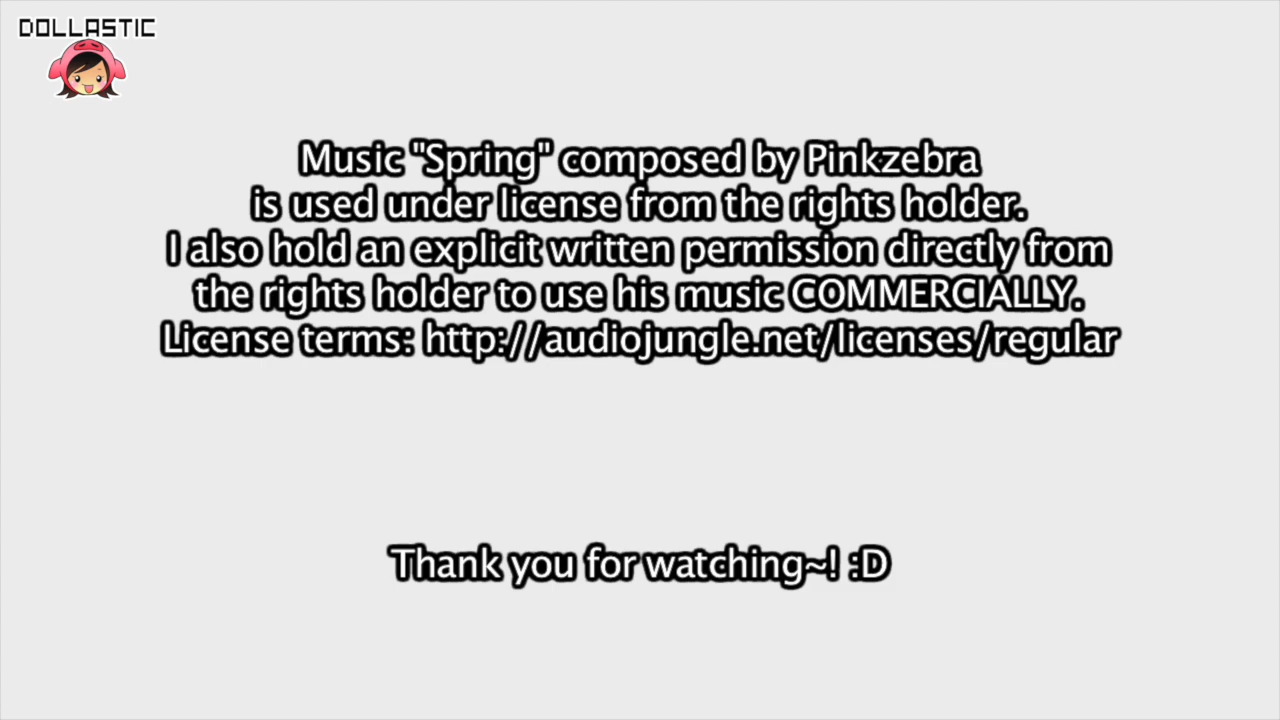 DOLLASTIC
Music "Spring" composed by Pinkzebra
is used under license from the rights holder.
I also hold an explicit written permission directly from
the rights holder to use his music COMMERCIALLY.
License terms: http://audiojungle.net/licenses/regular
Thank you for watching~! :D